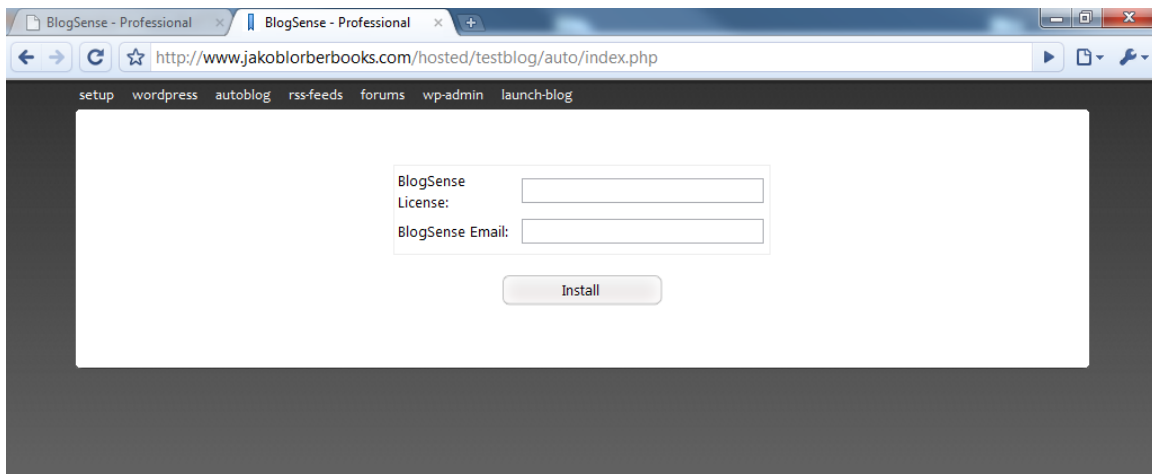 BlogSense - Professional
BlogSense - Professional
http://www.jakoblorberbooks.com/hosted/testblog/auto/index.php
setup wordpress autoblog rss-feeds forums wp-admin launch-blog
BlogSense
License:
BlogSense Email:
Install